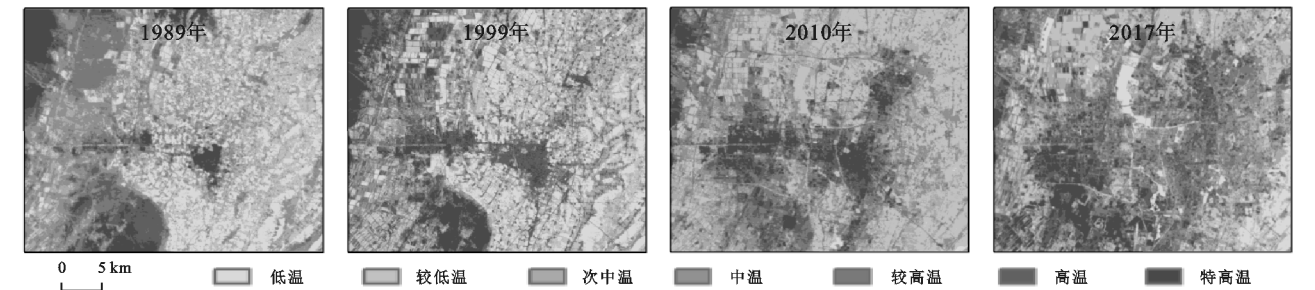 1989年 1999年 2010年 2017年
0 5 km 低温 较低温 次中温 中温 较高温 高温 特高温